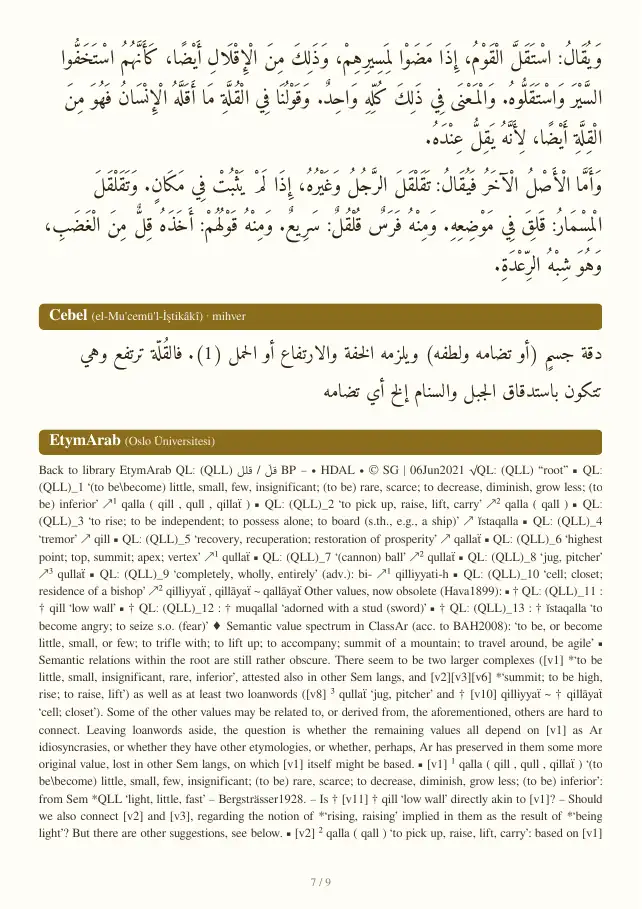 وَيُقَالُ: اسْتَقَلَّ الْقَوْمُ، إِذَا مَضَوْا لِمَسِيرِهِمْ، وَذَلِكَ مِنَ الْإِقْلَالِ أَيْضًا، كَأَنَّهُمُ اسْتَخَفُّوا
السَّيْرَ وَاسْتَقَلُّوهُ. وَالْمَعْنَى فِي ذَلِكَ كُلِّهِ وَاحِدٌ. وَقَوْلُنَا فِي الْقُلَّةِ مَا أَقَلَّهُ الْإِنْسَانُ فَهُوَ مِنَ
الْقِلَّةِ أَيْضًا، لِأَنَّهُ يَقِلُّ عِنْدَهُ.
وَأَمَّا الْأَصْلُ الْآخَرُ فَيُقَالُ: تَقَلْقَلَ الرَّجُلُ وَغَيْرُهُ، إِذَا لَمْ يَثْبُتْ فِي مَكَانٍ. وَتَقَلْقَلَ
الْمِسْمَارُ: قَلِقَ فِي مَوْضِعِهِ. وَمِنْهُ فَرَسٌ قُلْقُلٌ: سَرِيعٌ. وَمِنْهُ قَوْلُهُمْ: أَخَذَهُ قِلٌّ مِنَ الْغَضَبِ،
وَهُوَ شِبْهُ الرِّعْدَةِ.
Cebel (el-Mu'cemü'l-İştikâkî) · mihver
دقة جسمٍ (أو تضامه ولطفه) ويلزمه الخفة والارتفاع أو الحمل (1). فالقُلّة ترتفع وهي
تتكون باستدقاق الجبل والسنام إلخ أي تضامه
EtymArab (Oslo Üniversitesi)
Back to library EtymArab QL: (QLL) قلّ / قلل BP – • HDAL • © SG | 06Jun2021 √QL: (QLL) “root” ▪ QL:
(QLL)_1 ‘(to be\become) little, small, few, insignificant; (to be) rare, scarce; to decrease, diminish, grow less; (to
be) inferior’ ↗¹ qalla ( qill , qull , qillaẗ ) ▪ QL: (QLL)_2 ‘to pick up, raise, lift, carry’ ↗² qalla ( qall ) ▪ QL:
(QLL)_3 ‘to rise; to be independent; to possess alone; to board (s.th., e.g., a ship)’ ↗ ĭstaqalla ▪ QL: (QLL)_4
‘tremor’ ↗ qill ▪ QL: (QLL)_5 ‘recovery, recuperation; restoration of prosperity’ ↗ qallaẗ ▪ QL: (QLL)_6 ‘highest
point; top, summit; apex; vertex’ ↗¹ qullaẗ ▪ QL: (QLL)_7 ‘(cannon) ball’ ↗² qullaẗ ▪ QL: (QLL)_8 ‘jug, pitcher’
↗³ qullaẗ ▪ QL: (QLL)_9 ‘completely, wholly, entirely’ (adv.): bi- ↗¹ qilliyyati-h ▪ QL: (QLL)_10 ‘cell; closet;
residence of a bishop’ ↗² qilliyyaẗ , qillāyaẗ ~ qallāyaẗ Other values, now obsolete (Hava1899): ▪ † QL: (QLL)_11 :
† qill ‘low wall’ ▪ † QL: (QLL)_12 : † muqallal ‘adorned with a stud (sword)’ ▪ † QL: (QLL)_13 : † ĭstaqalla ‘to
become angry; to seize s.o. (fear)’ ♦ Semantic value spectrum in ClassAr (acc. to BAH2008): ‘to be, or become
little, small, or few; to trifle with; to lift up; to accompany; summit of a mountain; to travel around, be agile’ ▪
Semantic relations within the root are still rather obscure. There seem to be two larger complexes ([v1] *‘to be
little, small, insignificant, rare, inferior’, attested also in other Sem langs, and [v2][v3][v6] *‘summit; to be high,
rise; to raise, lift’) as well as at least two loanwords ([v8] ³ qullaẗ ‘jug, pitcher’ and † [v10] qilliyyaẗ ~ † qillāyaẗ
‘cell; closet’). Some of the other values may be related to, or derived from, the aforementioned, others are hard to
connect. Leaving loanwords aside, the question is whether the remaining values all depend on [v1] as Ar
idiosyncrasies, or whether they have other etymologies, or whether, perhaps, Ar has preserved in them some more
original value, lost in other Sem langs, on which [v1] itself might be based. ▪ [v1] ¹ qalla ( qill , qull , qillaẗ ) ‘(to
be\become) little, small, few, insignificant; (to be) rare, scarce; to decrease, diminish, grow less; (to be) inferior’:
from Sem *QLL ‘light, little, fast’ – Bergsträsser1928. – Is † [v11] † qill ‘low wall’ directly akin to [v1]? – Should
we also connect [v2] and [v3], regarding the notion of *‘rising, raising’ implied in them as the result of *‘being
light’? But there are other suggestions, see below. ▪ [v2] ² qalla ( qall ) ‘to pick up, raise, lift, carry’: based on [v1]
7 / 9